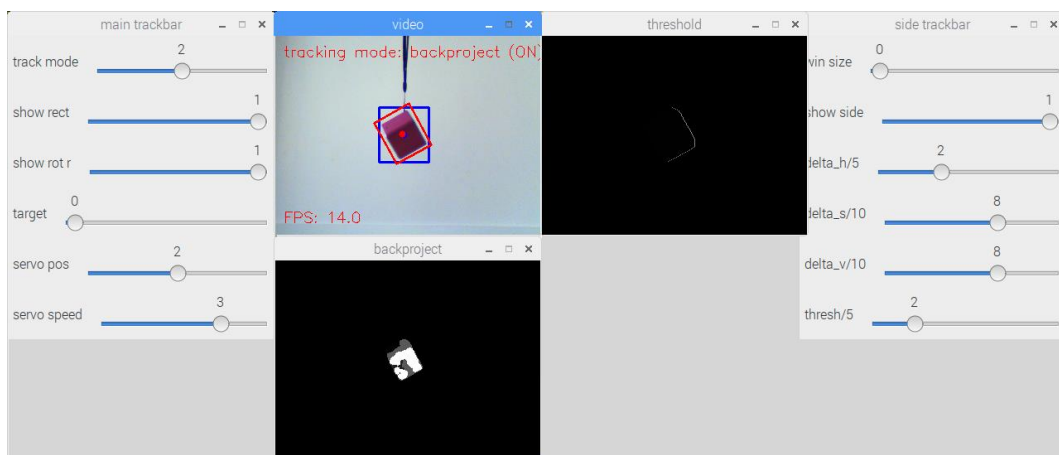 main trackbar
track mode
2
show rect
1
show rot r
1
target
0
servo pos
2
servo speed
3
video
tracking mode: backproject (ON)
FPS: 14.0
backproject
threshold
side trackbar
win size
0
show side
1
delta_h/5
2
delta_s/10
8
delta_v/10
8
thresh/5
2